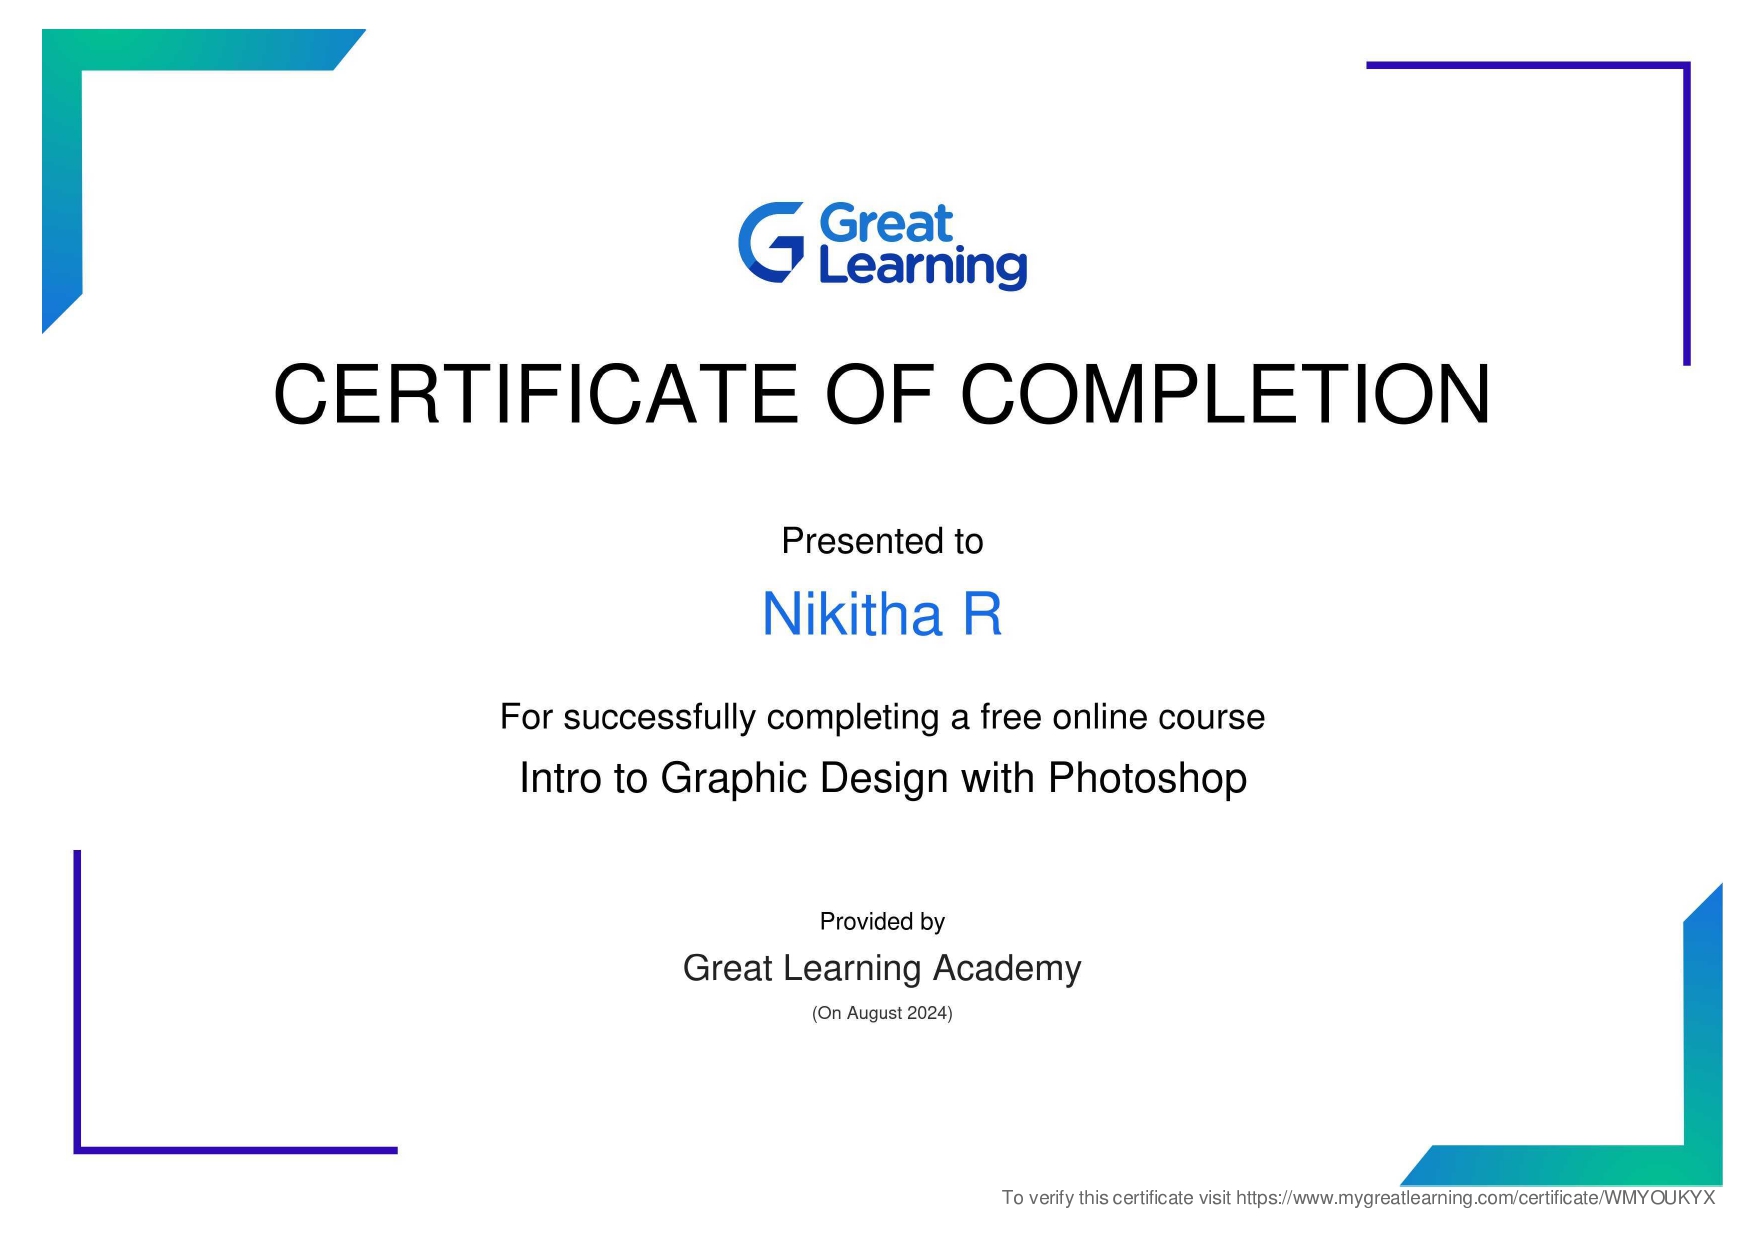 Great
Learning
CERTIFICATE OF COMPLETION
Presented to
Nikitha R
For successfully completing a free online course
Intro to Graphic Design with Photoshop
Provided by
Great Learning Academy
(On August 2024)
To verify this certificate visit https://www.mygreatlearning.com/certificate/WMYOUKYX